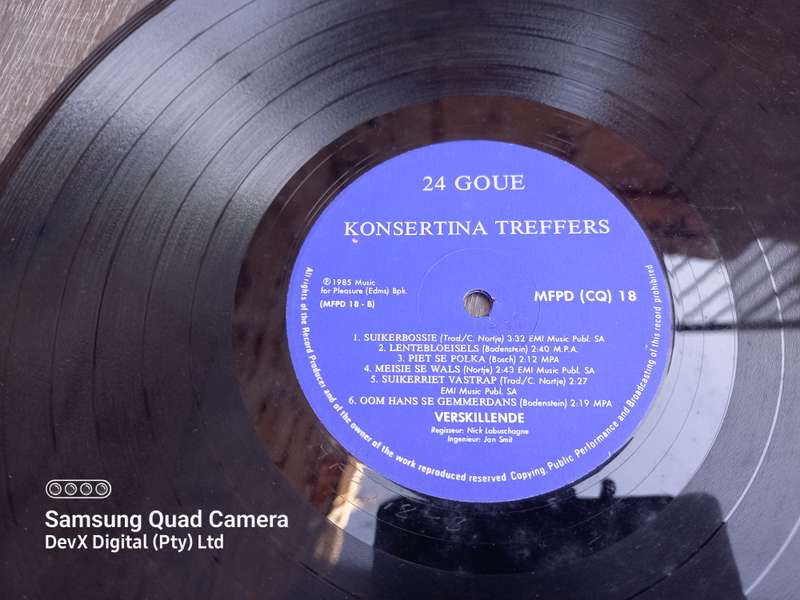 24 GOUE
KONSERTINA TREFFERS
℗ 1985 Music
for Pleasure (Edms) Bpk.
(MFPD 18 - B)
MFPD (CQ) 18
1. SUIKERBOSSIE (Trad./C. Nortje) 3:32 EMI Music Publ. SA
2. LENTEBLOEISELS (Bodenstein) 2:40 M.P.A.
3. PIET SE POLKA (Bosch) 2.12 MPA
4. MEISIE SE WALS (Nortje) 2:43 EMI Music Publ. SA
5. SUIKERRIET VASTRAP (Trad./C. Nortje) 2:27
EMI Music Publ. SA
6. OOM HANS SE GEMMERDANS (Bodenstein) 2:19 MPA
VERSKILLENDE
Regisseur: Nick Labuschagne
Ingenieur: Jan Smit
All rights of the Record Producer and of the owner of the work reproduced reserved. Copying, Public Performance and Broadcasting of this record prohibited
Samsung Quad Camera
DevX Digital (Pty) Ltd